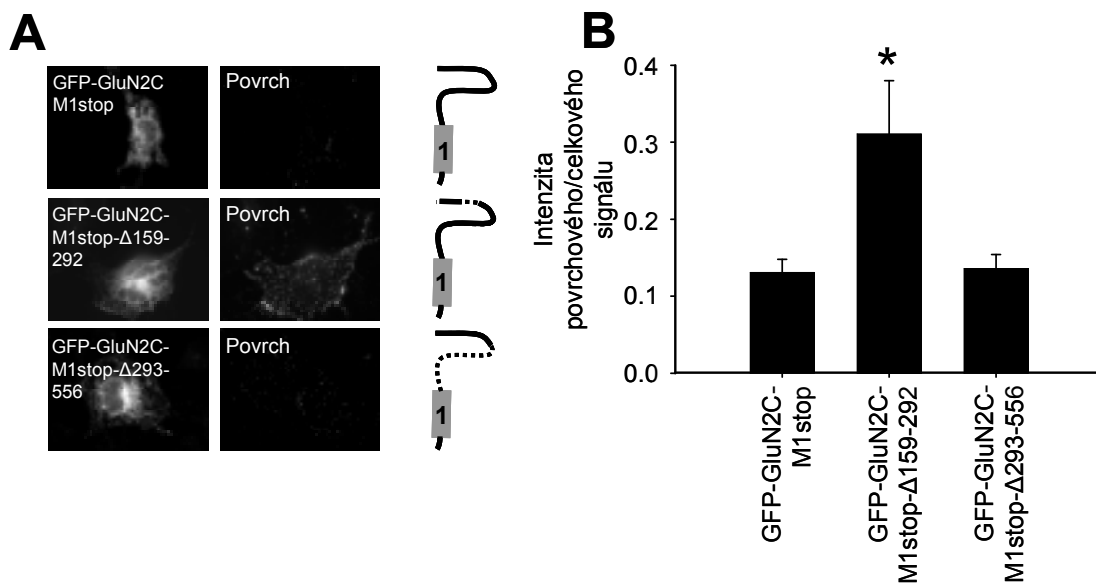 A
GFP-GluN2C
M1stop
Povrch
1
GFP-GluN2C-
M1stop-Δ159-
292
Povrch
1
GFP-GluN2C-
M1stop-Δ293-
556
Povrch
1
B
Intenzita
povrchového/celkového
signálu
0.4
0.3
0.2
0.1
0.0
*
GFP-GluN2C-
M1stop
GFP-GluN2C-
M1stop-Δ159-292
GFP-GluN2C-
M1stop-Δ293-556